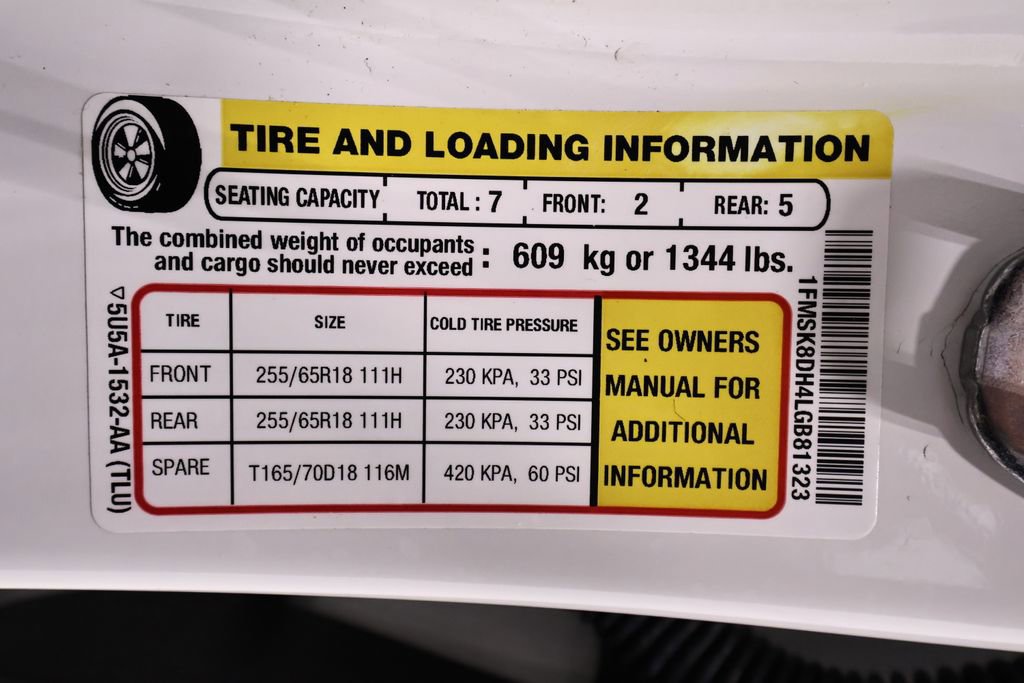 TIRE AND LOADING INFORMATION
SEATING CAPACITY TOTAL : 7 FRONT: 2 REAR: 5
The combined weight of occupants
and cargo should never exceed : 609 kg or 1344 lbs.
TIRE SIZE COLD TIRE PRESSURE
FRONT 255/65R18 111H 230 KPA, 33 PSI
REAR 255/65R18 111H 230 KPA, 33 PSI
SPARE T165/70D18 116M 420 KPA, 60 PSI
SEE OWNERS
MANUAL FOR
ADDITIONAL
INFORMATION
▽5U5A-1532-AA (TLU)
1FMSK8DH4LGB81323